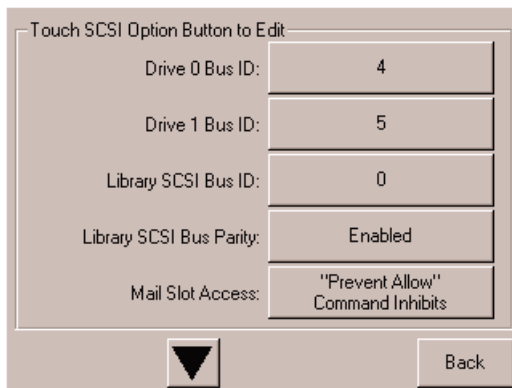 Touch SCSI Option Button to Edit
Drive 0 Bus ID: 4
Drive 1 Bus ID: 5
Library SCSI Bus ID: 0
Library SCSI Bus Parity: Enabled
Mail Slot Access: "Prevent Allow"
Command Inhibits
Back